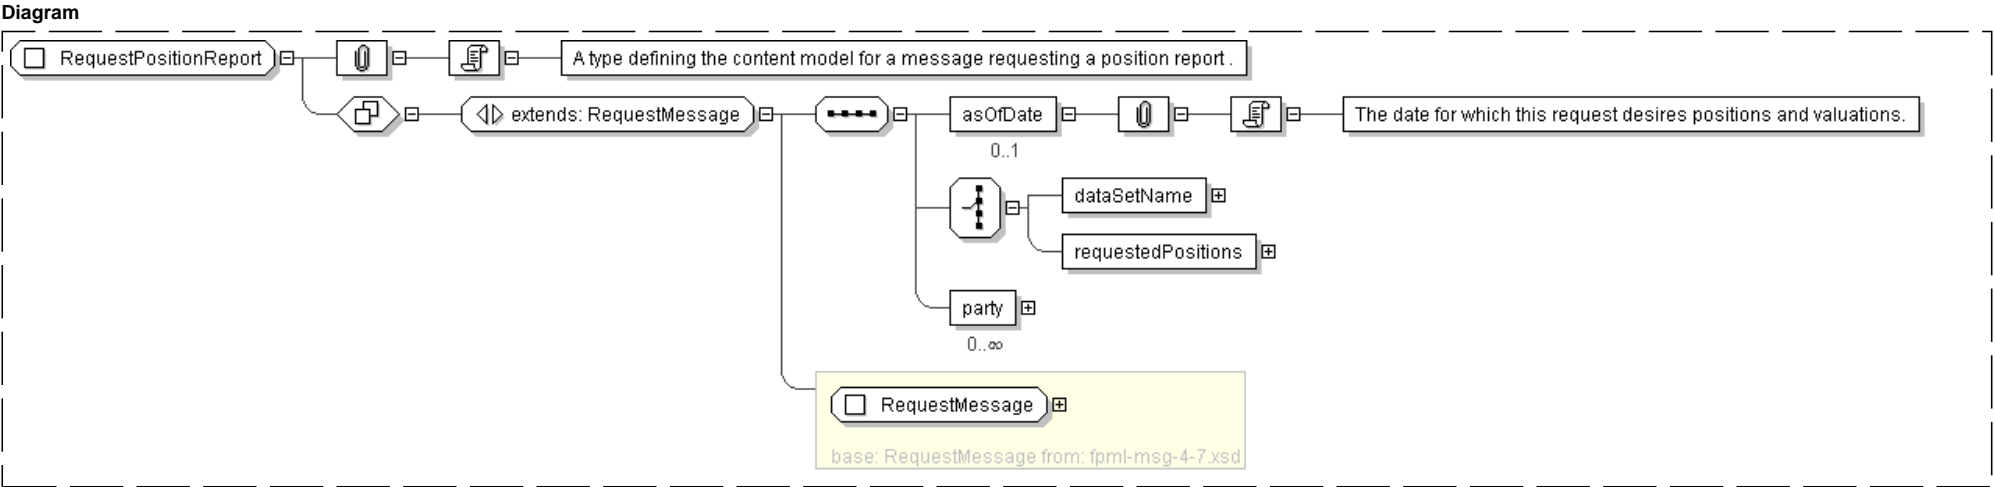 Diagram
RequestPositionReport
A type defining the content model for a message requesting a position report .
extends: RequestMessage
asOfDate
The date for which this request desires positions and valuations.
0..1
dataSetName
requestedPositions
party
0..∞
RequestMessage
base: RequestMessage from: fpml-msg-4-7.xsd